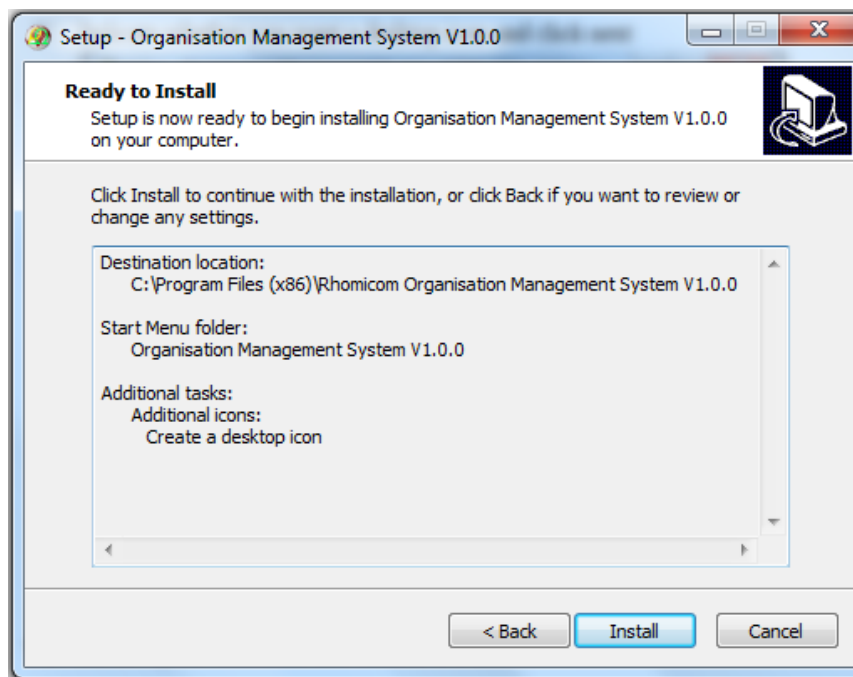 Setup - Organisation Management System V1.0.0
Ready to Install
Setup is now ready to begin installing Organisation Management System V1.0.0
on your computer.
Click Install to continue with the installation, or click Back if you want to review or
change any settings.
Destination location:
C:\Program Files (x86)\Rhomicom Organisation Management System V1.0.0
Start Menu folder:
Organisation Management System V1.0.0
Additional tasks:
Additional icons:
Create a desktop icon
< Back
Install
Cancel